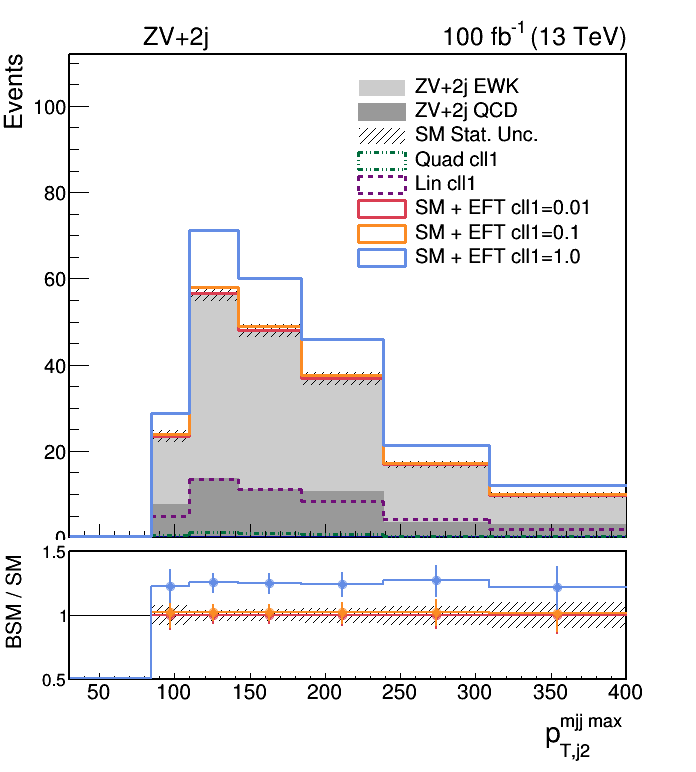 ZV+2j 100 fb-1 (13 TeV)
Events
100
80
60
40
20
0
ZV+2j EWK
ZV+2j QCD
SM Stat. Unc.
Quad cll1
Lin cll1
SM + EFT cll1=0.01
SM + EFT cll1=0.1
SM + EFT cll1=1.0
BSM / SM
1.5
1
0.5
50 100 150 200 250 300 350 400
p T,j2 mjj max